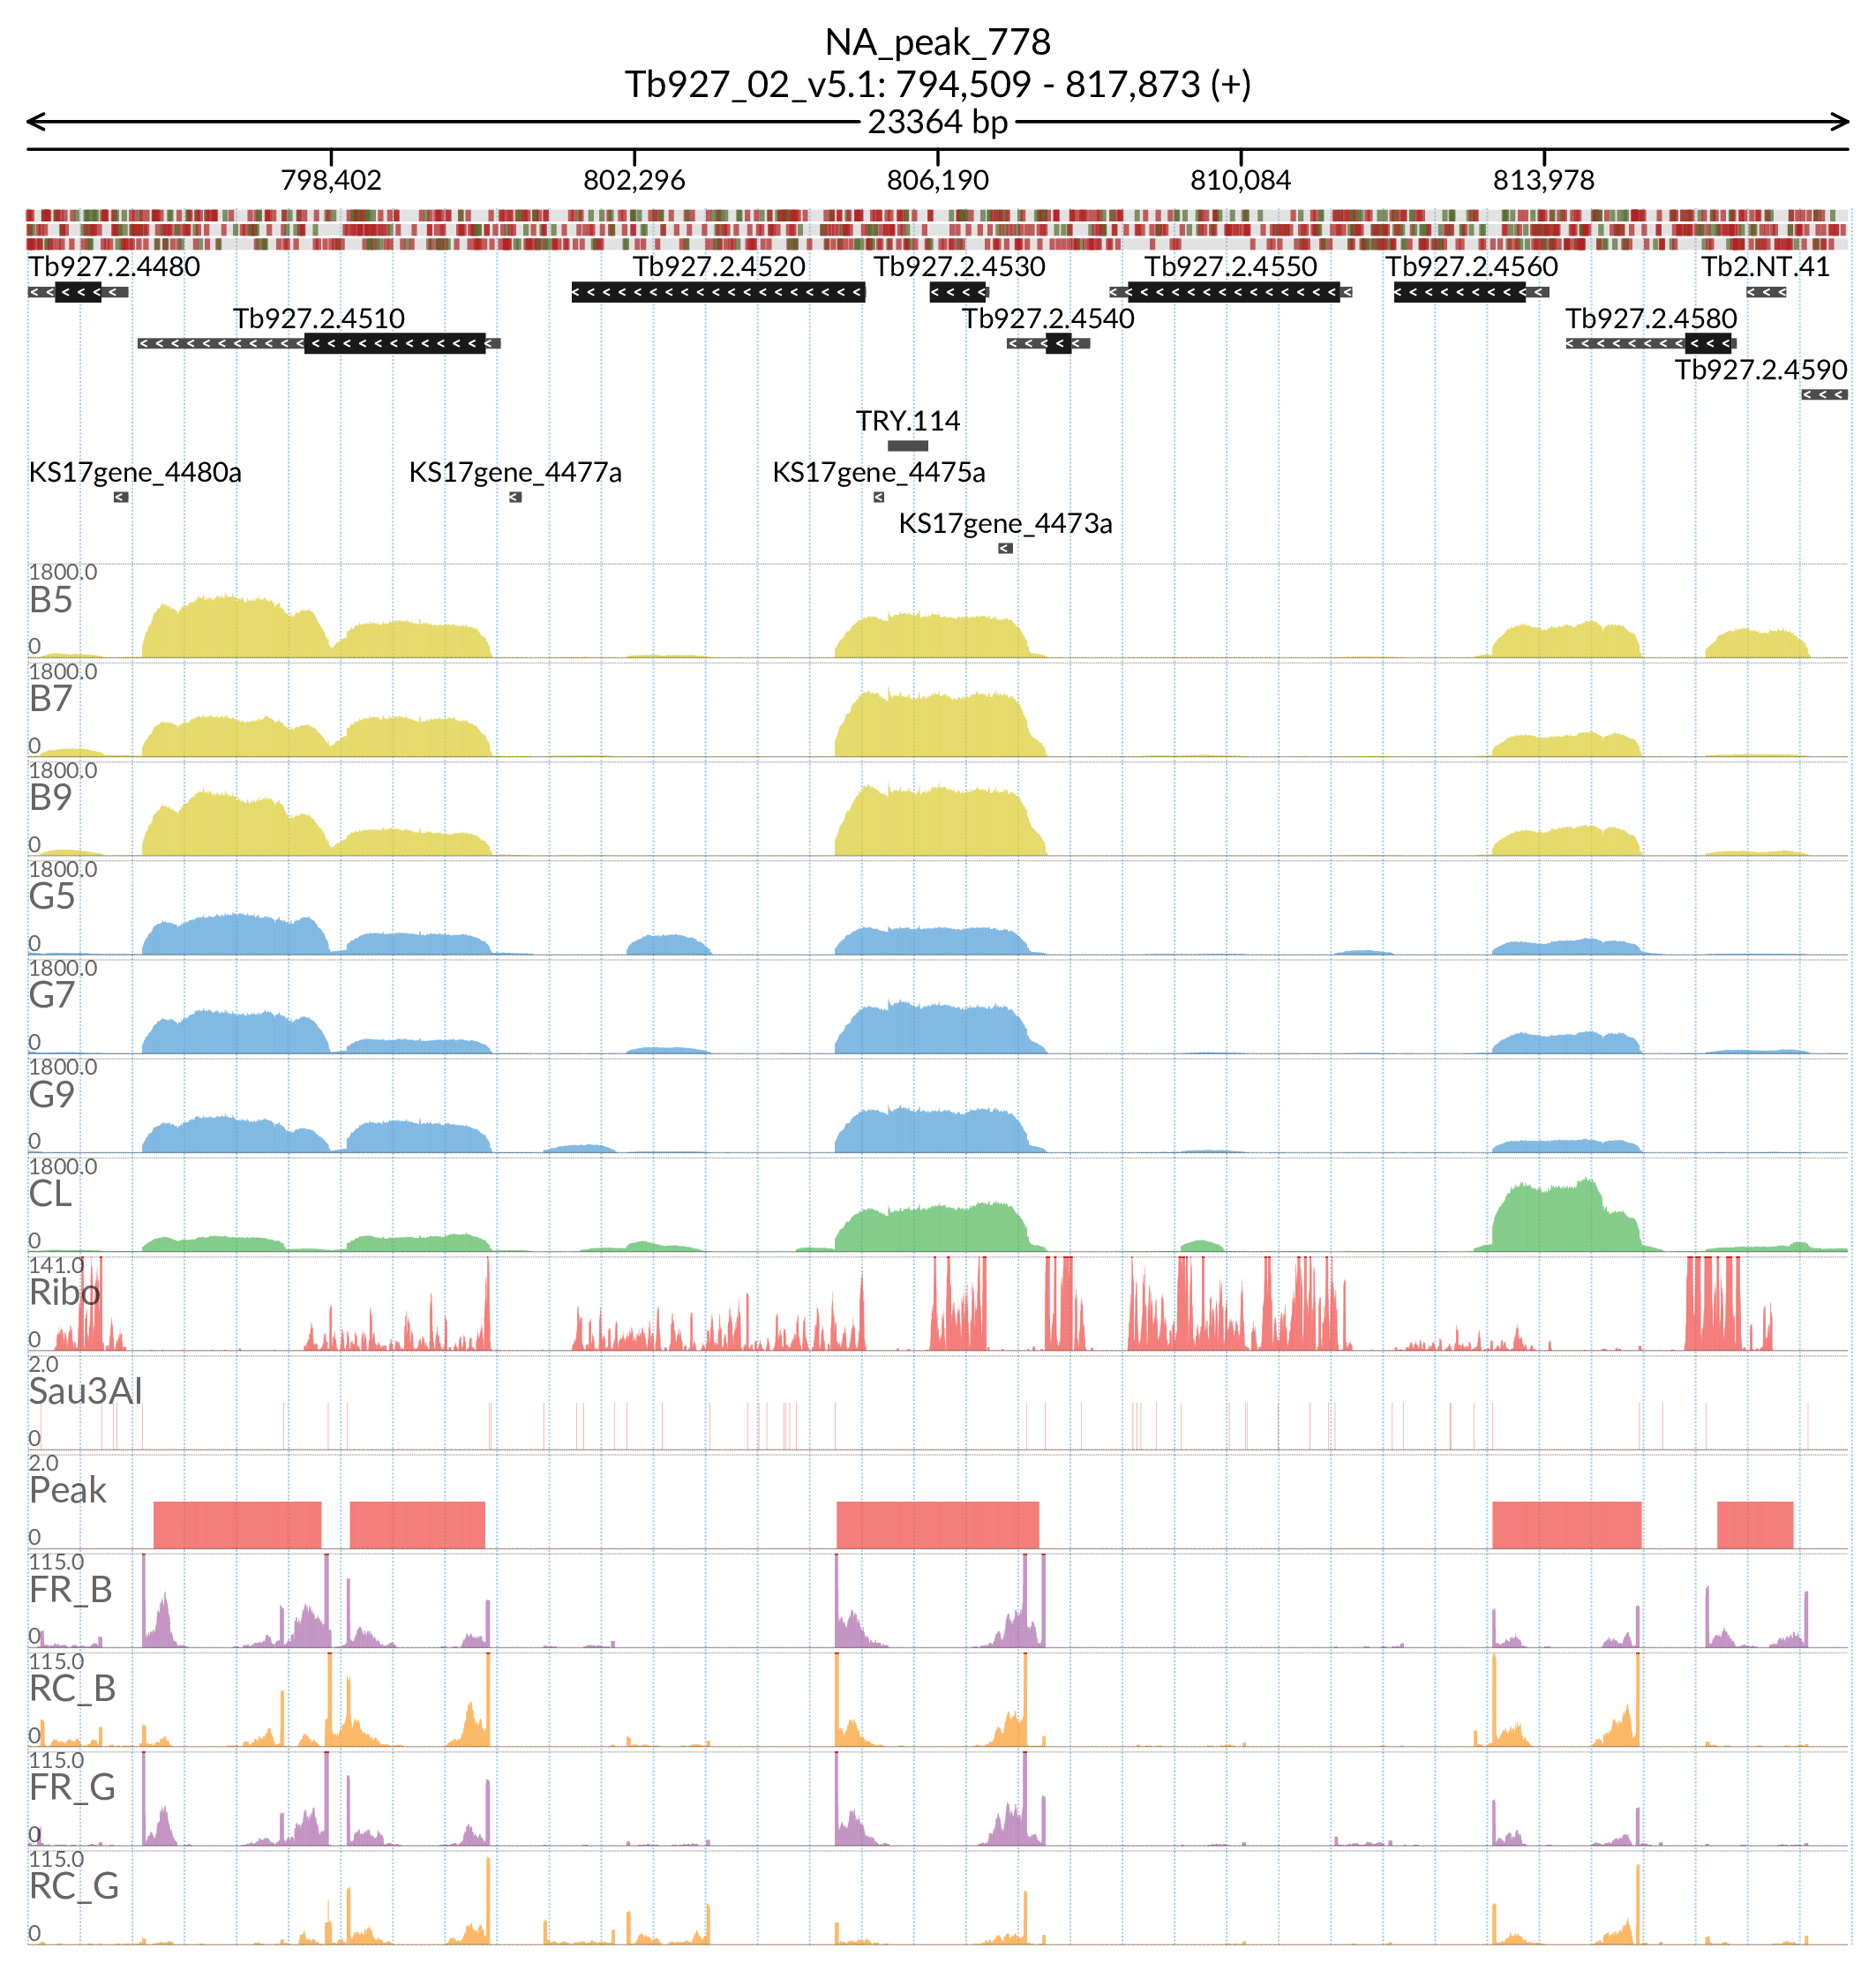 NA_peak_778
Tb927_02_v5.1: 794,509 - 817,873 (+)
23364 bp
798,402 802,296 806,190 810,084 813,978
Tb927.2.4480 Tb927.2.4520 Tb927.2.4530 Tb927.2.4550 Tb927.2.4560 Tb2.NT.41
Tb927.2.4510 Tb927.2.4540 Tb927.2.4580
Tb927.2.4590
TRY.114
KS17gene_4480a KS17gene_4477a KS17gene_4475a
KS17gene_4473a
1800.0
B5
0
1800.0
B7
0
1800.0
B9
0
1800.0
G5
0
1800.0
G7
0
1800.0
G9
0
1800.0
CL
0
141.0
Ribo
0
2.0
Sau3AI
0
2.0
Peak
0
115.0
FR_B
0
115.0
RC_B
0
115.0
FR_G
0
115.0
RC_G
0